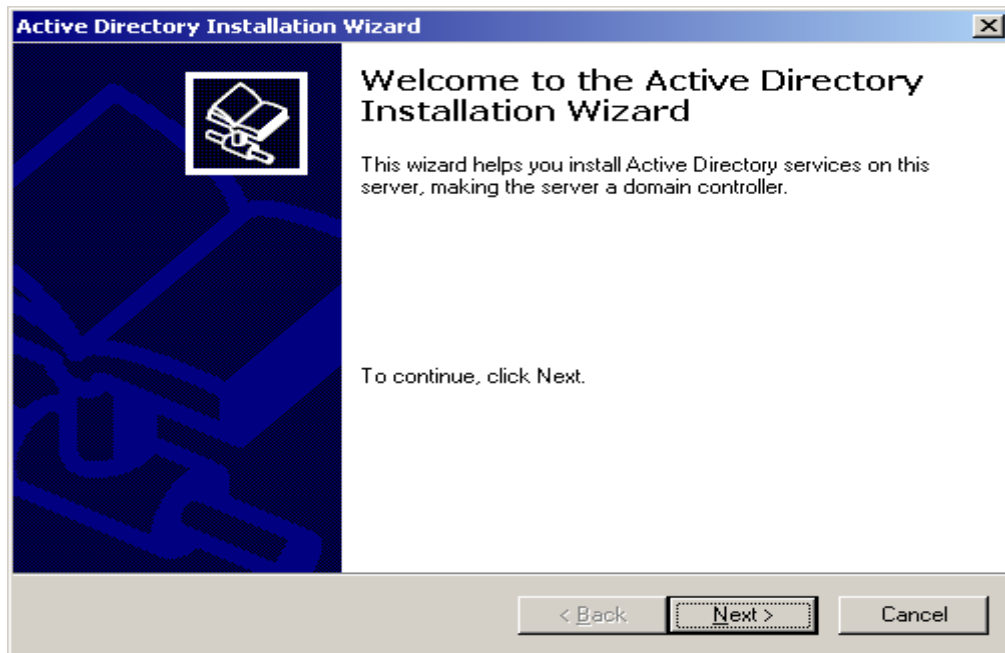 Active Directory Installation Wizard
Welcome to the Active Directory
Installation Wizard
This wizard helps you install Active Directory services on this
server, making the server a domain controller.
To continue, click Next.
< Back
Next >
Cancel